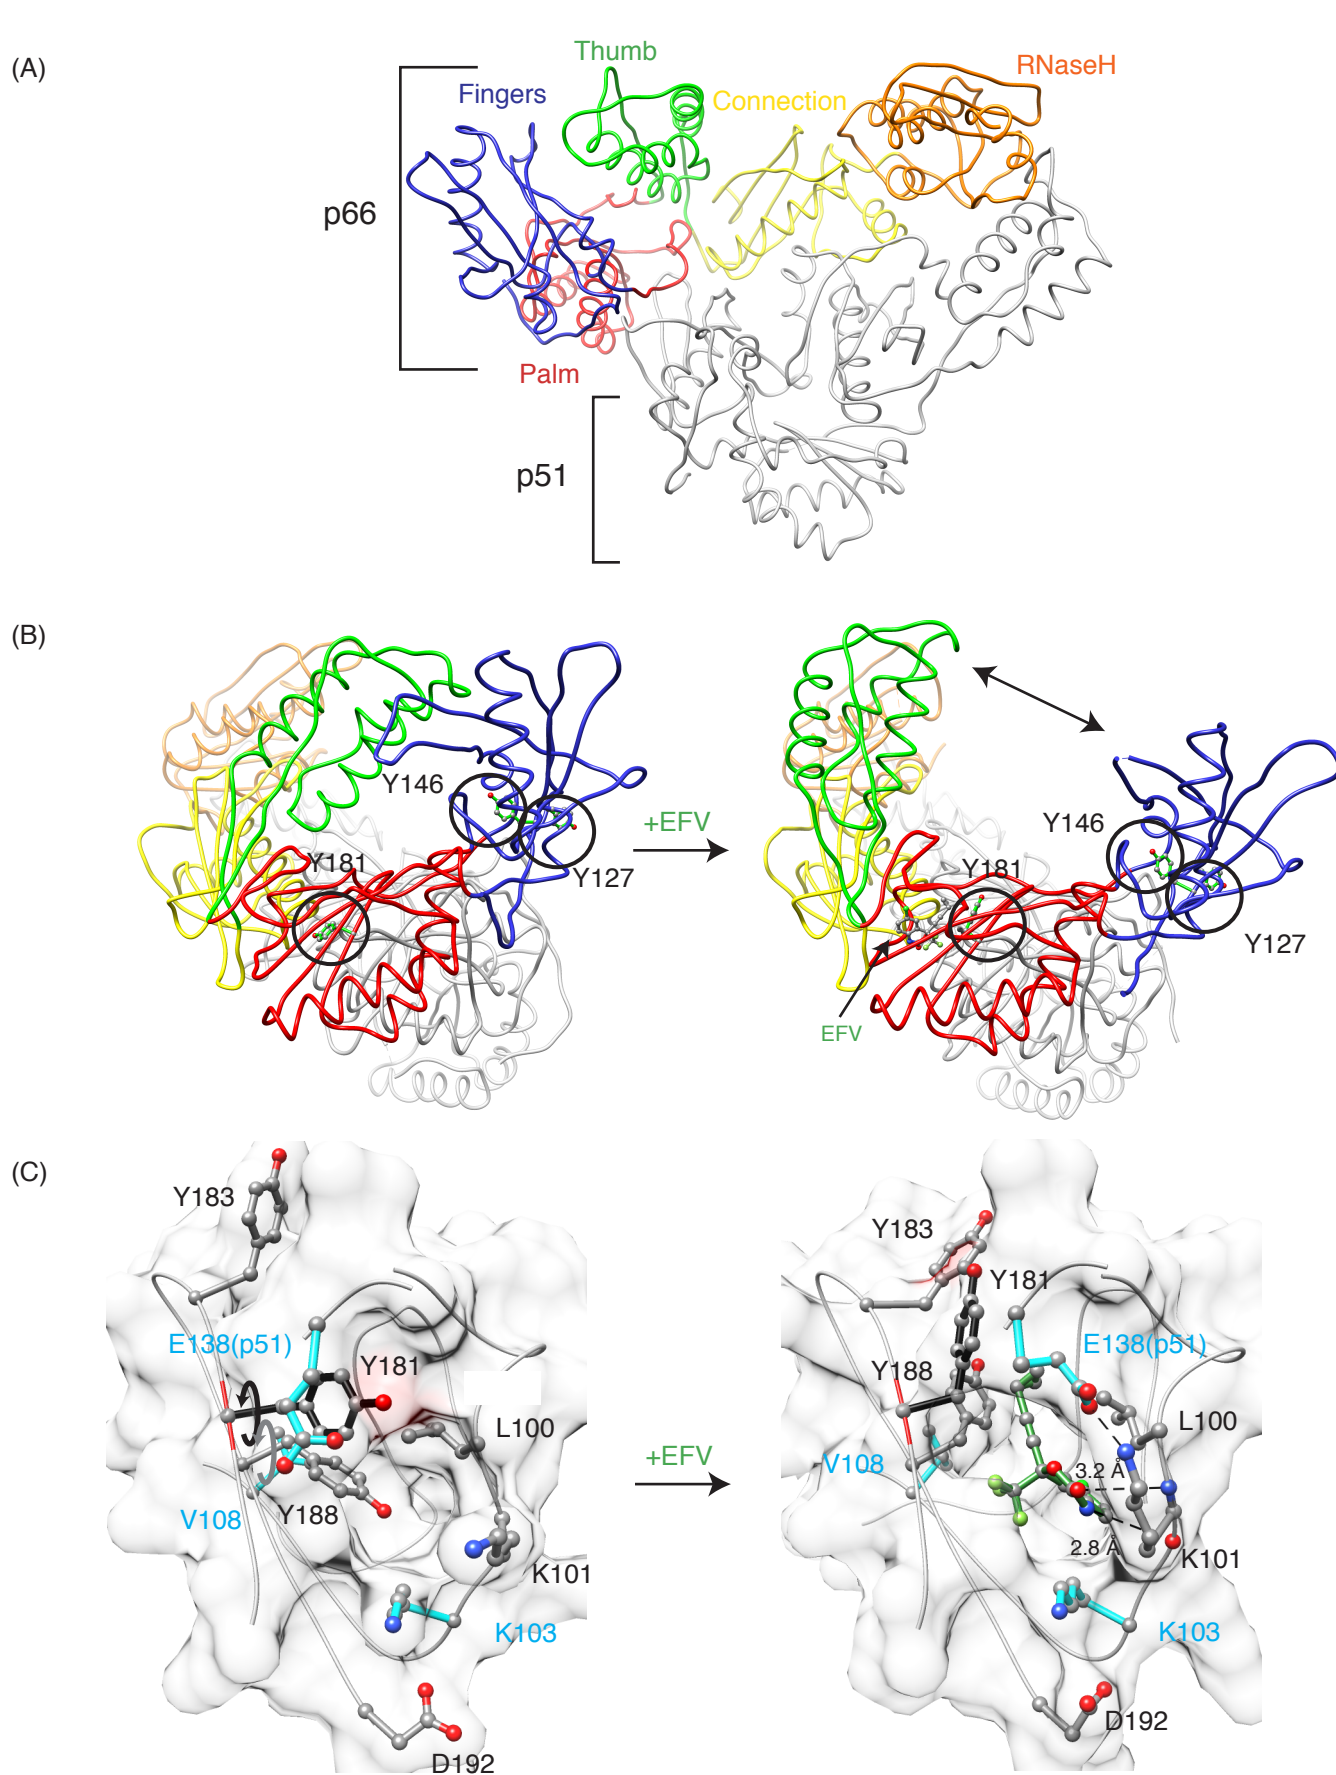 (A)
Thumb
RNaseH
Fingers
Connection
p66
Palm
p51
(B)
Y146
+EFV
Y181
Y127
Y146
Y181
Y127
EFV
(C)
Y183
E138(p51)
Y181
L100
V108
Y188
K101
K103
D192
+EFV
Y183
Y181
E138(p51)
Y188
L100
V108
3.2 Å
2.8 Å
K101
K103
D192